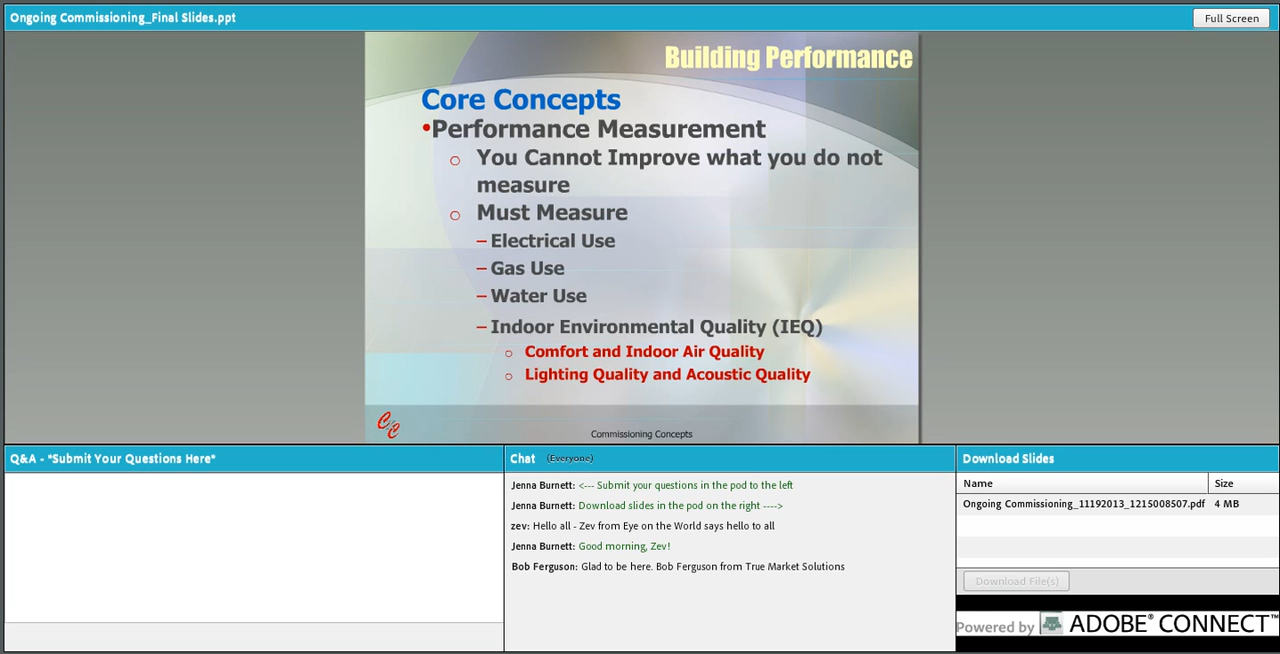 Ongoing Commissioning_Final Slides.ppt
Full Screen
Building Performance
Core Concepts
•Performance Measurement
o You Cannot Improve what you do not
measure
o Must Measure
– Electrical Use
– Gas Use
– Water Use
– Indoor Environmental Quality (IEQ)
o Comfort and Indoor Air Quality
o Lighting Quality and Acoustic Quality
CC
Commissioning Concepts
Q&A - *Submit Your Questions Here*
Chat (Everyone)
Jenna Burnett: <--- Submit your questions in the pod to the left
Jenna Burnett: Download slides in the pod on the right ---->
zev: Hello all - Zev from Eye on the World says hello to all
Jenna Burnett: Good morning, Zev!
Bob Ferguson: Glad to be here. Bob Ferguson from True Market Solutions
Download Slides
Name Size
Ongoing Commissioning_11192013_1215008507.pdf 4 MB
Download File(s)
Powered by ADOBE® CONNECT™